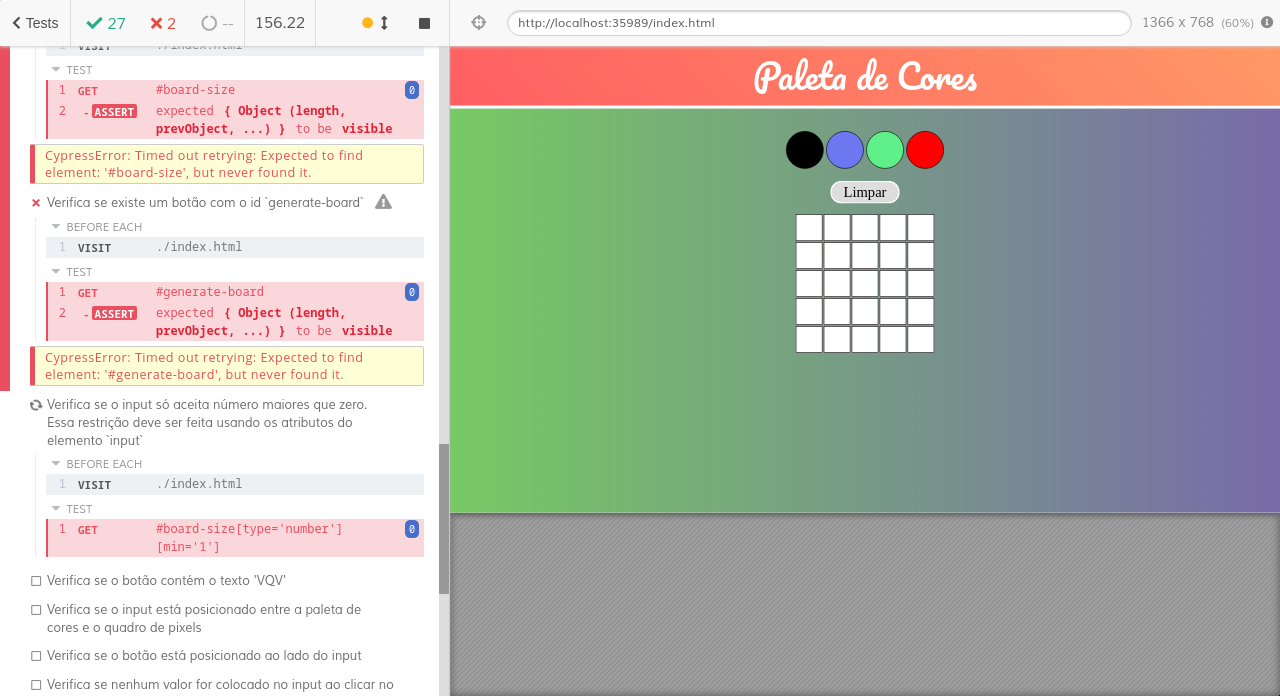 Tests
27
2
--
156.22
http://localhost:35989/index.html
1366 x 768 (60%)
1 VISIT ./index.html
TEST
1 GET #board-size 0
2 -ASSERT expected { Object (length,
prevObject, ...) } to be visible
CypressError: Timed out retrying: Expected to find
element: '#board-size', but never found it.
Verifica se existe um botão com o id `generate-board`
BEFORE EACH
1 VISIT ./index.html
TEST
1 GET #generate-board 0
2 -ASSERT expected { Object (length,
prevObject, ...) } to be visible
CypressError: Timed out retrying: Expected to find
element: '#generate-board', but never found it.
Verifica se o input só aceita número maiores que zero.
Essa restrição deve ser feita usando os atributos do
elemento `input`
BEFORE EACH
1 VISIT ./index.html
TEST
1 GET #board-size[type='number'] 0
[min='1']
Verifica se o botão contém o texto 'VQV'
Verifica se o input está posicionado entre a paleta de
cores e o quadro de pixels
Verifica se o botão está posicionado ao lado do input
Verifica se nenhum valor for colocado no input ao clicar no
Paleta de Cores
Limpar